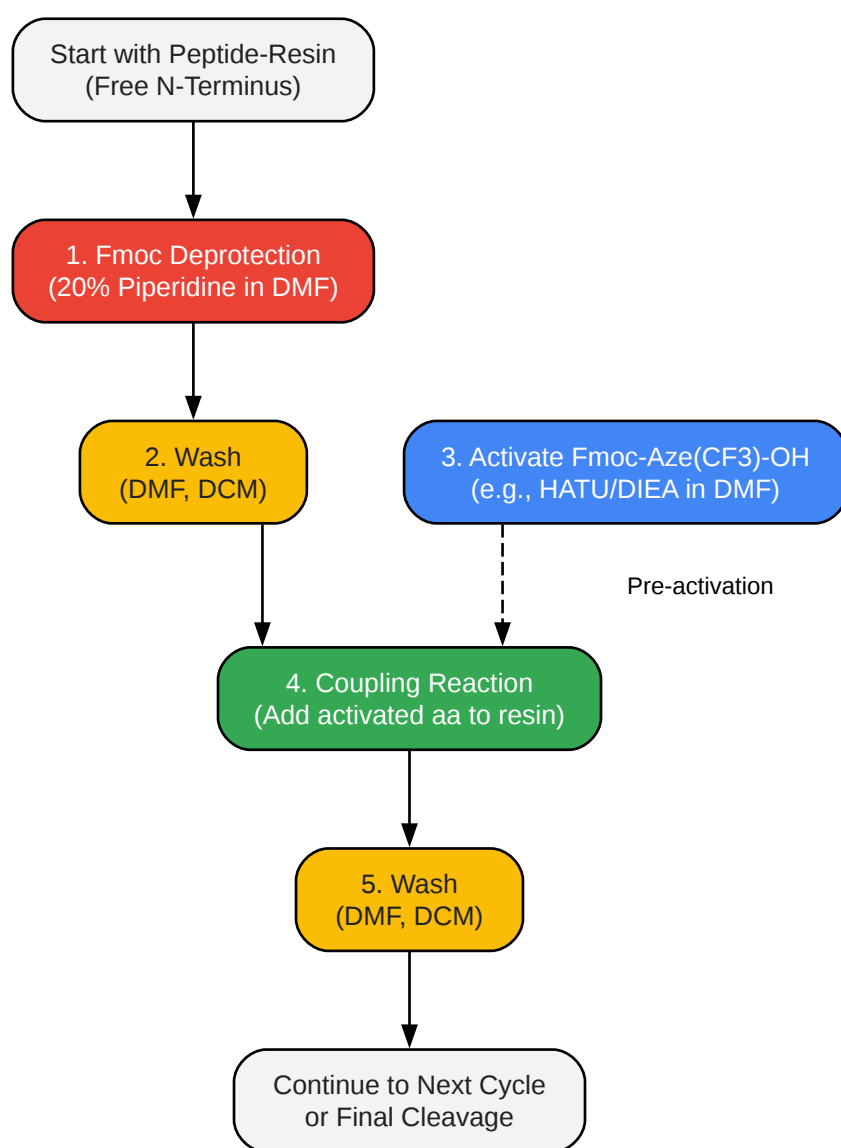 Start with Peptide-Resin
(Free N-Terminus)
1. Fmoc Deprotection
(20% Piperidine in DMF)
2. Wash
(DMF, DCM)
3. Activate Fmoc-Aze(CF3)-OH
(e.g., HATU/DIEA in DMF)
Pre-activation
4. Coupling Reaction
(Add activated aa to resin)
5. Wash
(DMF, DCM)
Continue to Next Cycle
or Final Cleavage